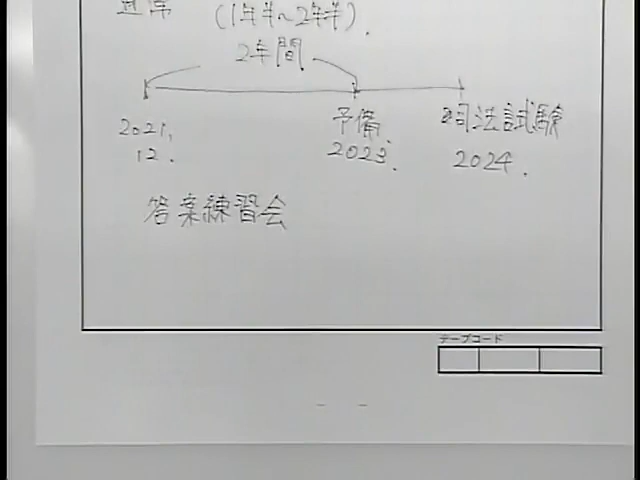 (1年半~2年半).
2年間
2021. 12.
予備. 2023.
司法試験 2024.
答案練習会
テープコード